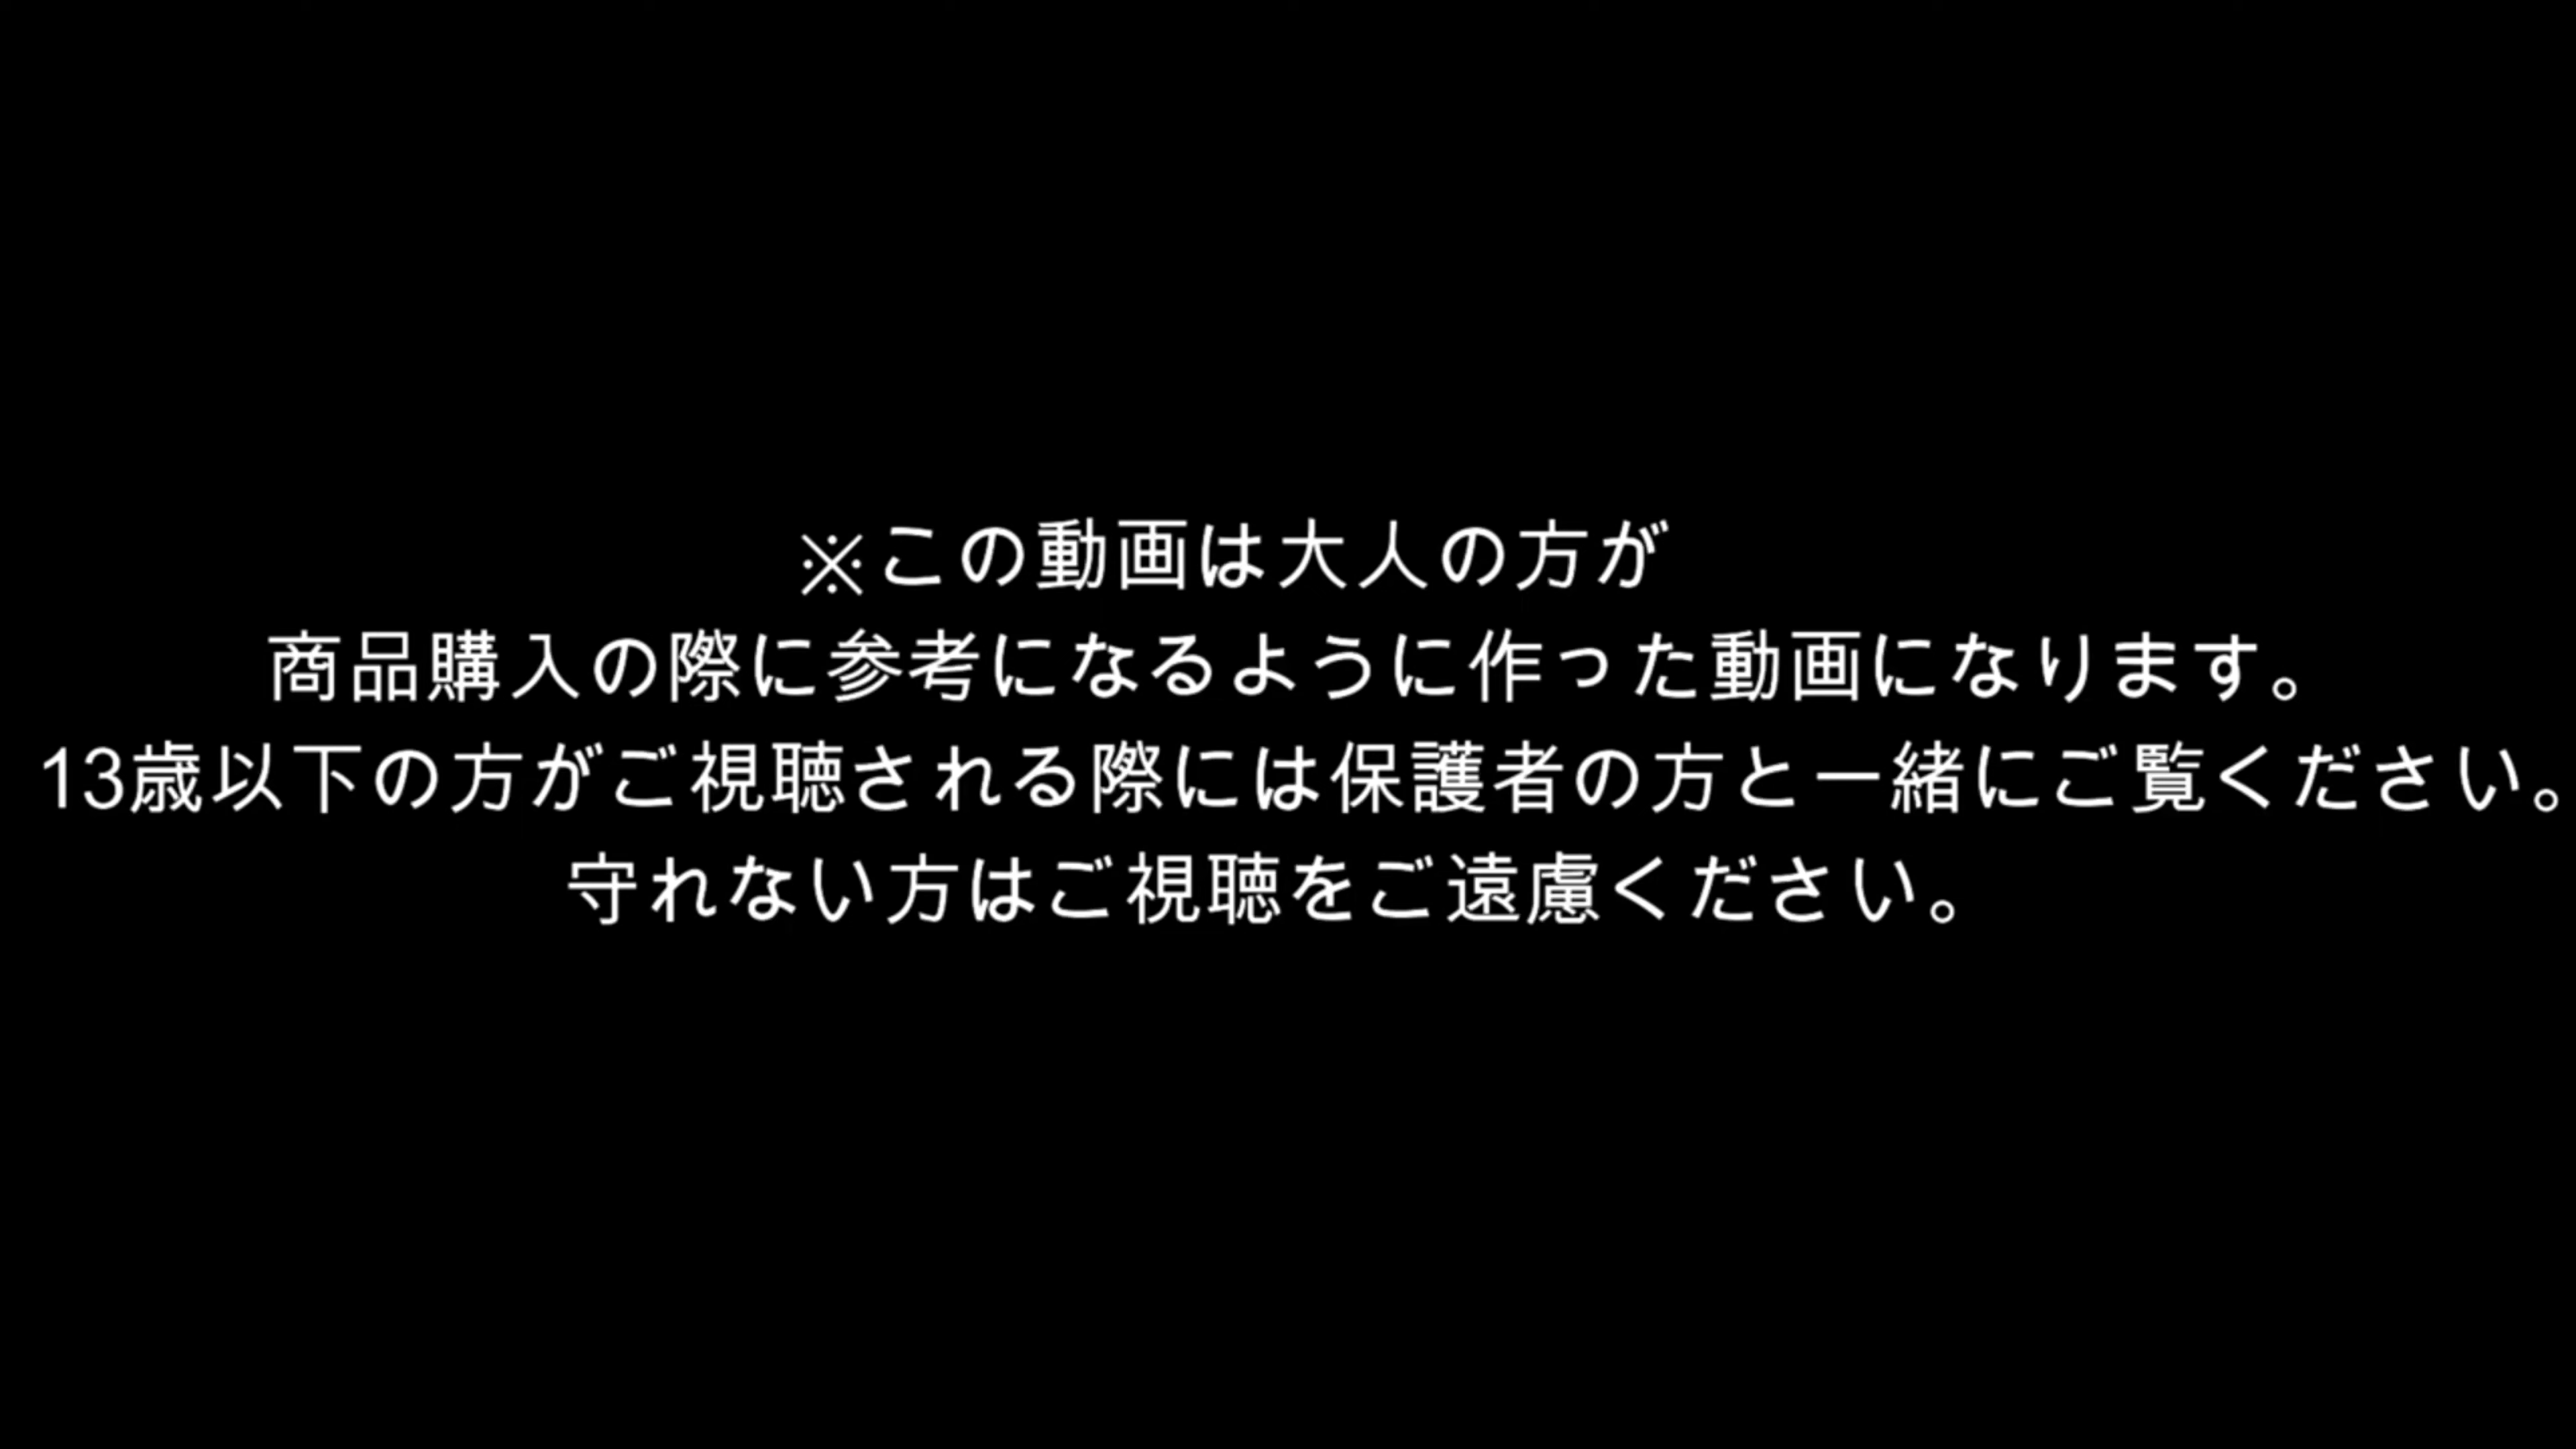 ※この動画は大人の方が
商品購入の際に参考になるように作った動画になります。
13歳以下の方がご視聴される際には保護者の方と一緒にご覧ください。
守れない方はご視聴をご遠慮ください。